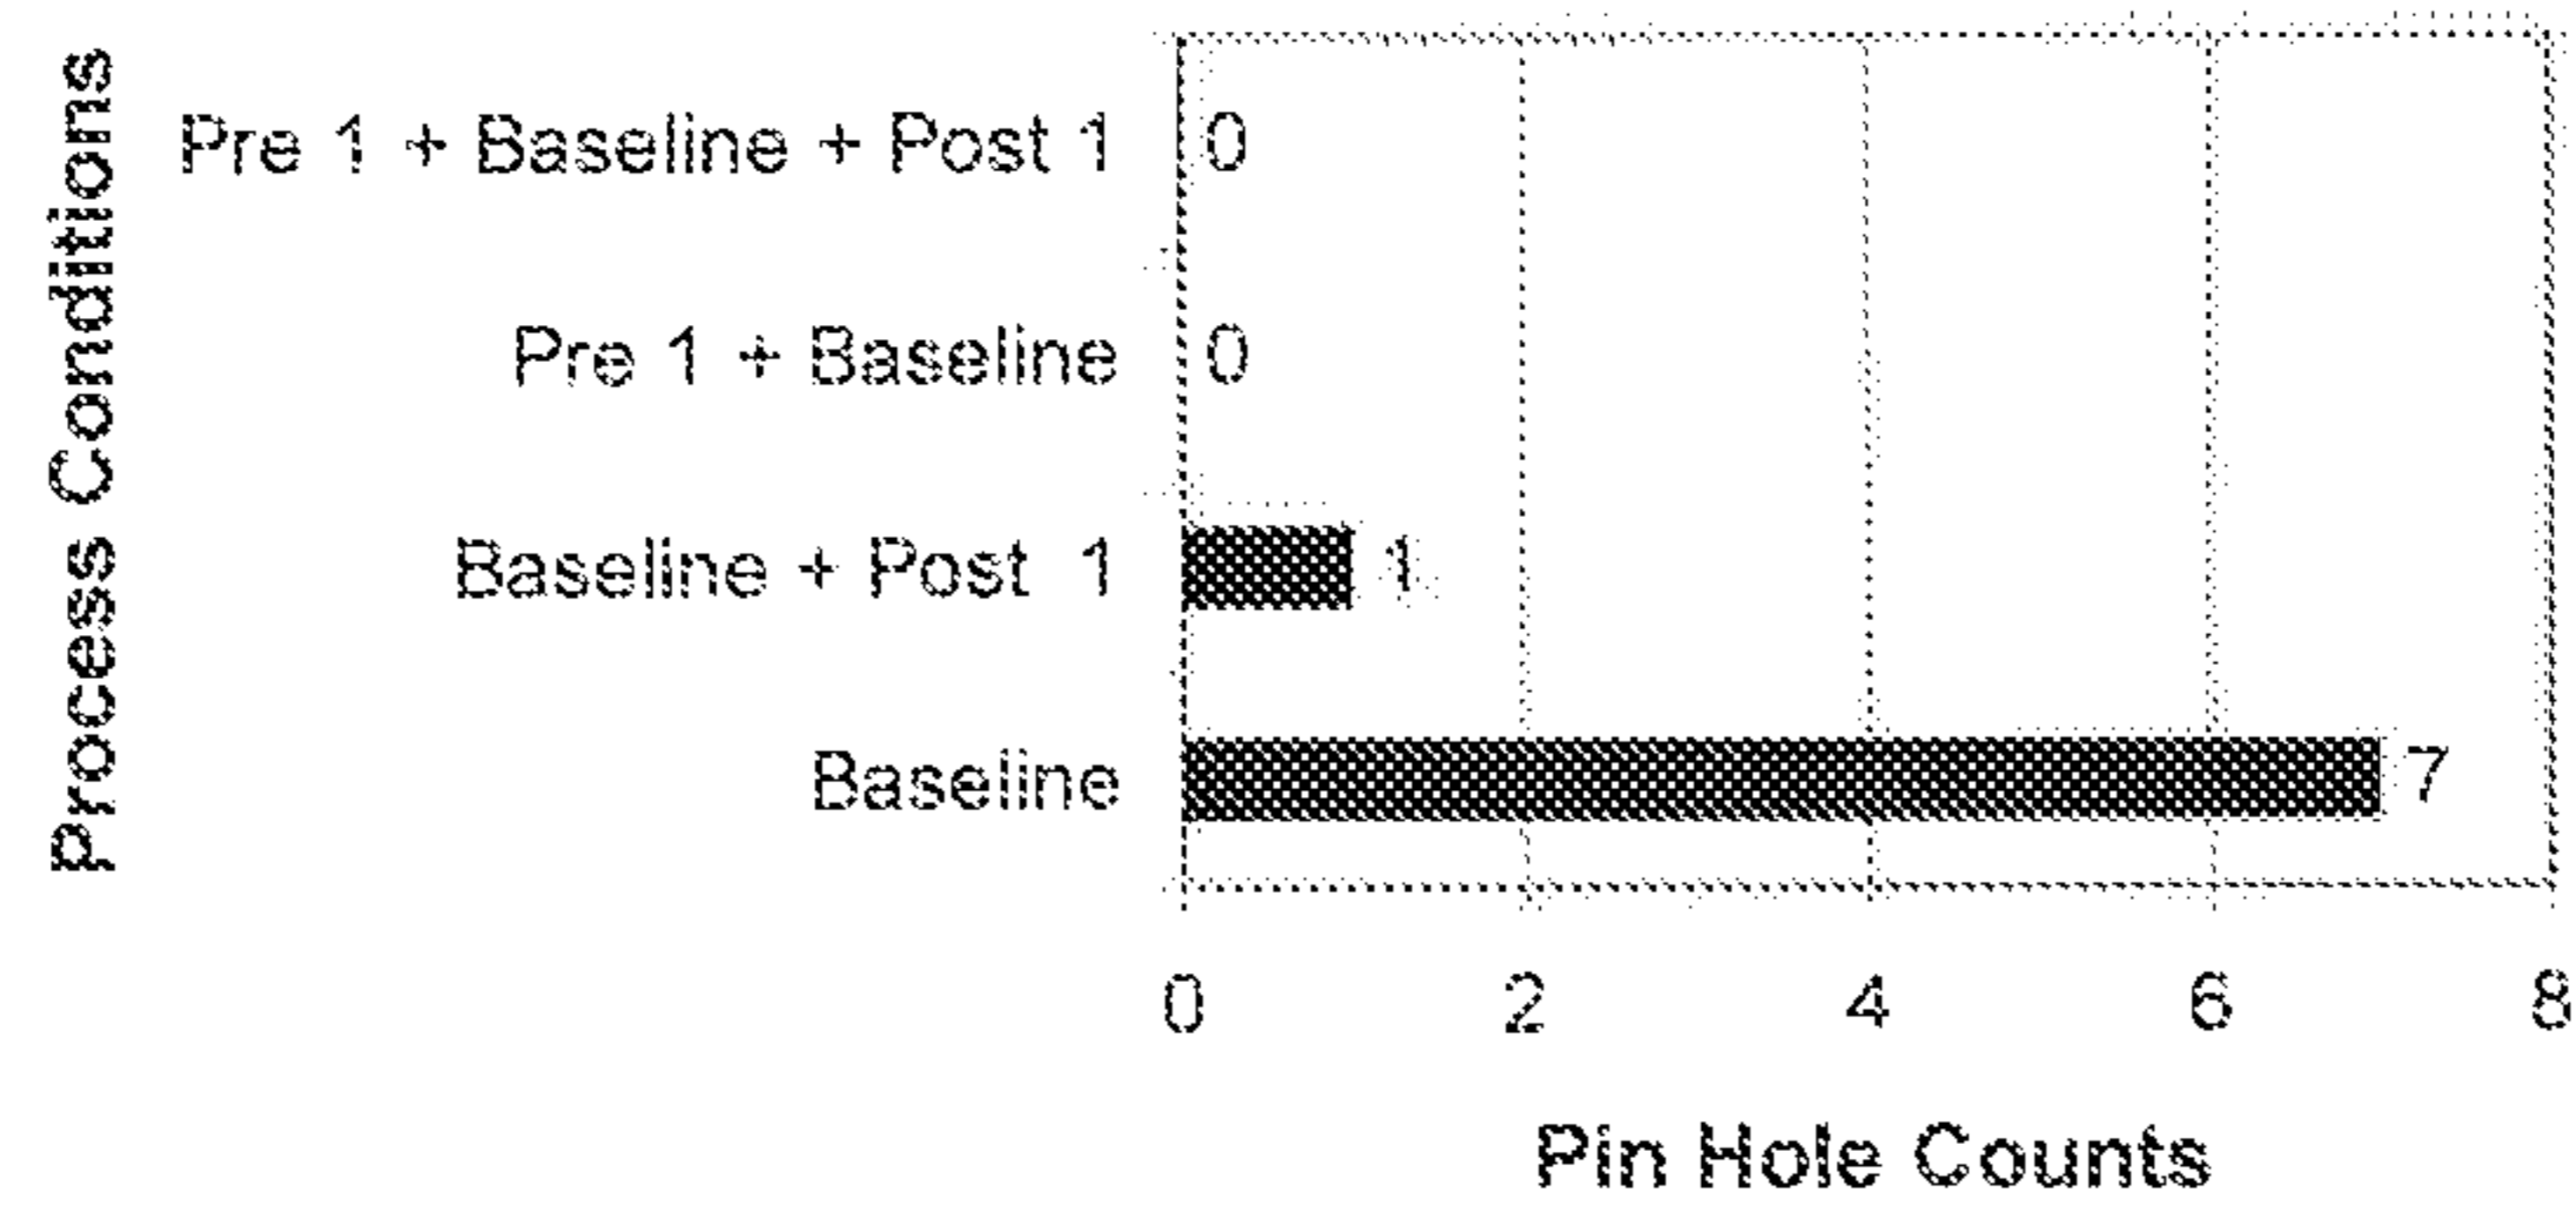 Process Conditions
Pre 1 + Baseline + Post 1 0
Pre 1 + Baseline 0
Baseline + Post 1 1
Baseline 7
0 2 4 6 8
Pin Hole Counts